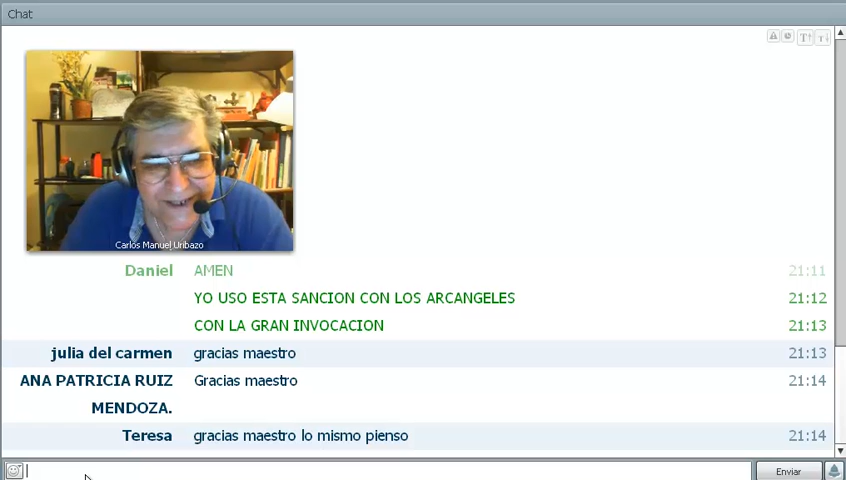 Chat
Carlos Manuel Uribazo
Daniel AMEN 21:11
YO USO ESTA SANCION CON LOS ARCANGELES 21:12
CON LA GRAN INVOCACION 21:13
julia del carmen gracias maestro 21:13
ANA PATRICIA RUIZ Gracias maestro 21:14
MENDOZA.
Teresa gracias maestro lo mismo pienso 21:14
Enviar